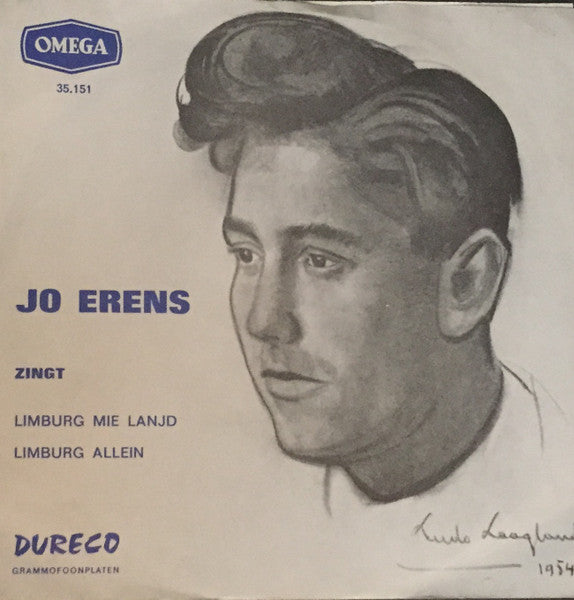 OMEGA
35.151
JO ERENS
ZINGT
LIMBURG MIE LANJD
LIMBURG ALLEIN
DURECO
GRAMMOFOONPLATEN
1954